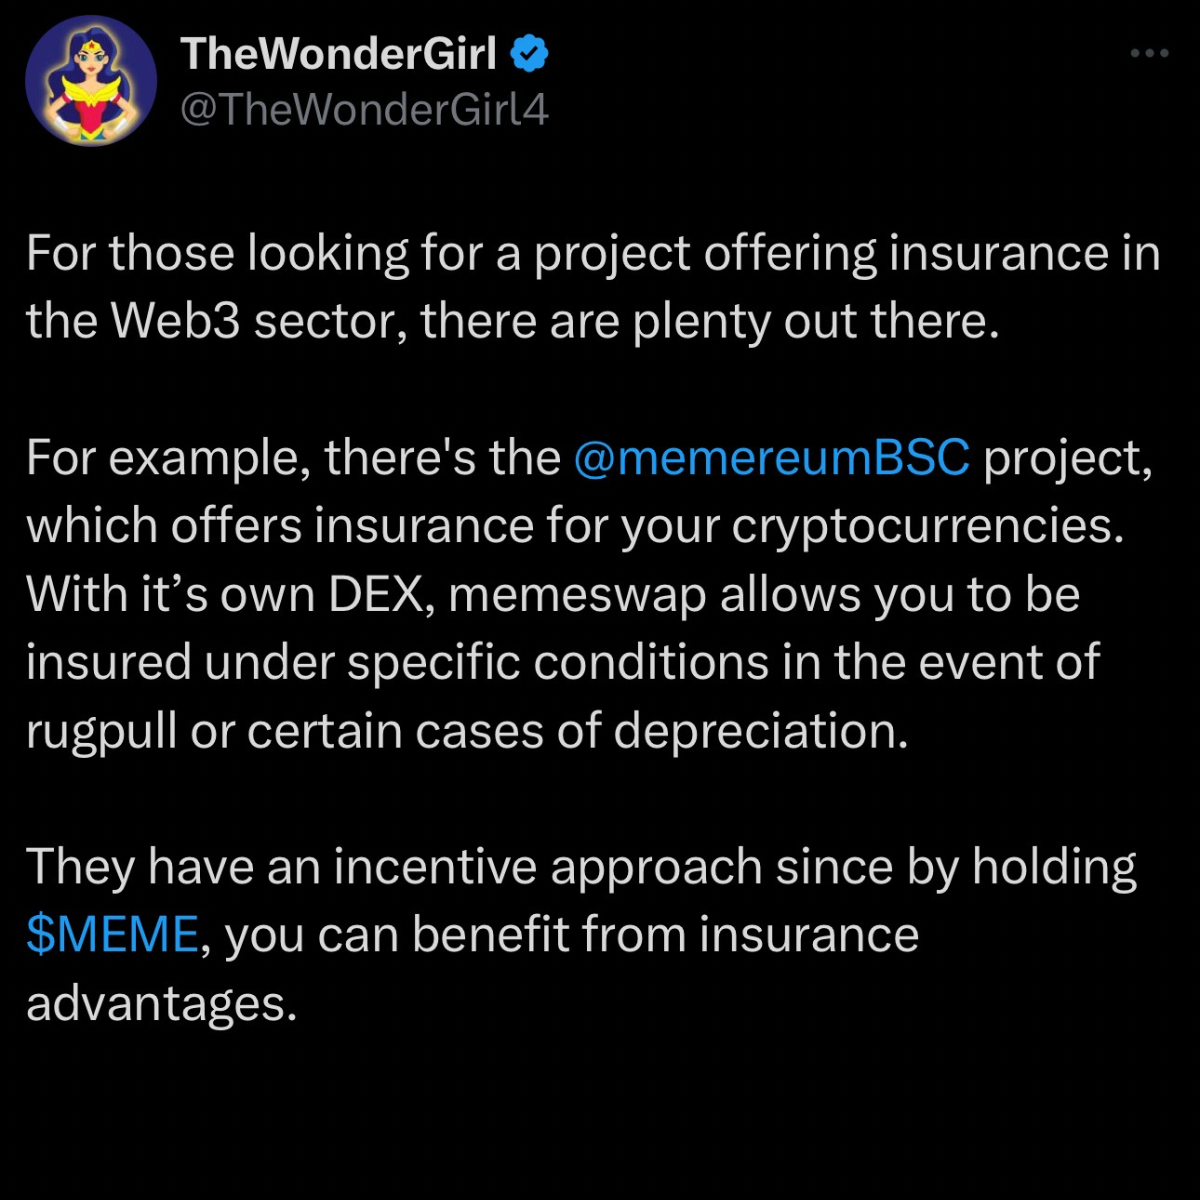 TheWonderGirl
@TheWonderGirl4
For those looking for a project offering insurance in
the Web3 sector, there are plenty out there.
For example, there's the @memereumBSC project,
which offers insurance for your cryptocurrencies.
With it’s own DEX, memeswap allows you to be
insured under specific conditions in the event of
rugpull or certain cases of depreciation.
They have an incentive approach since by holding
$MEME, you can benefit from insurance
advantages.